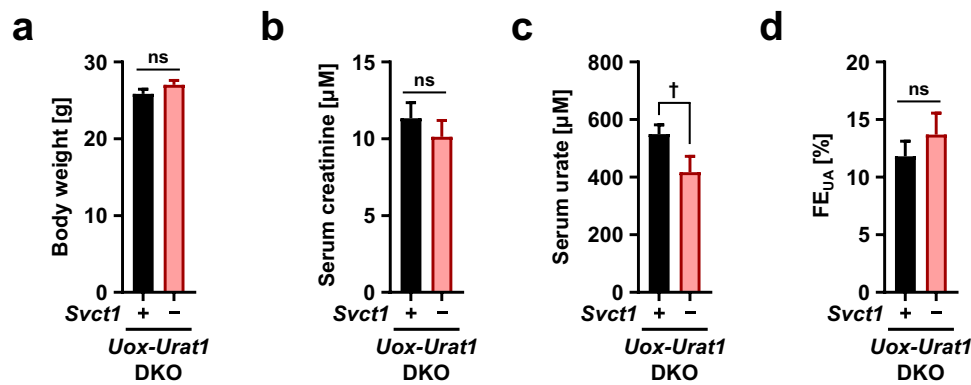 a
Body weight [g]
30
20
10
0
ns
Svct1 + −
Uox-Urat1
DKO
b
Serum creatinine [µM]
15
10
5
0
ns
Svct1 + −
Uox-Urat1
DKO
c
Serum urate [µM]
800
600
400
200
0
†
Svct1 + −
Uox-Urat1
DKO
d
FEUA [%]
20
15
10
5
0
ns
Svct1 + −
Uox-Urat1
DKO